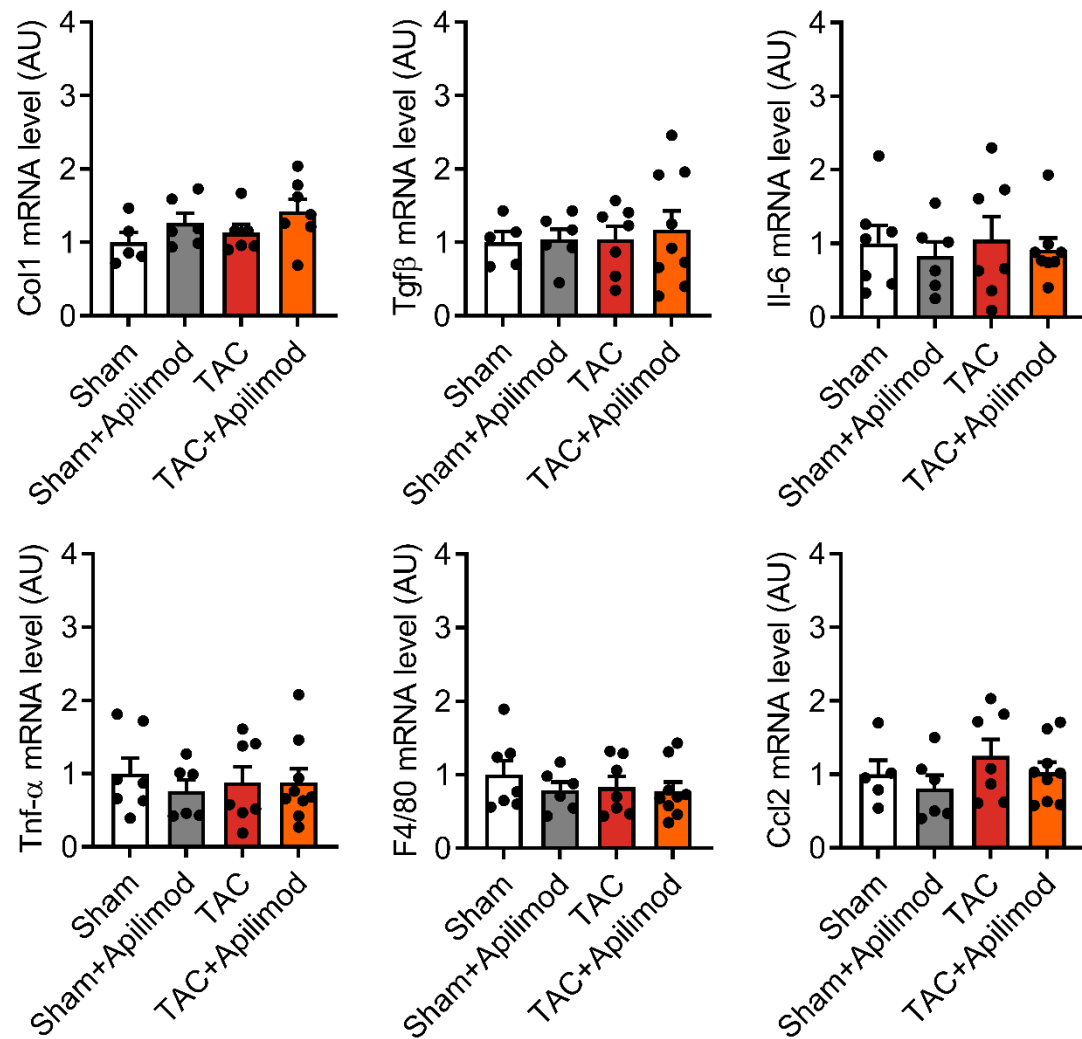 Col1 mRNA level (AU)
4
3
2
1
0
Sham
Sham+Apilimod
TAC
TAC+Apilimod
Tgfβ mRNA level (AU)
4
3
2
1
0
Sham
Sham+Apilimod
TAC
TAC+Apilimod
Il-6 mRNA level (AU)
4
3
2
1
0
Sham
Sham+Apilimod
TAC
TAC+Apilimod
Tnf-α mRNA level (AU)
4
3
2
1
0
Sham
Sham+Apilimod
TAC
TAC+Apilimod
F4/80 mRNA level (AU)
4
3
2
1
0
Sham
Sham+Apilimod
TAC
TAC+Apilimod
Ccl2 mRNA level (AU)
4
3
2
1
0
Sham
Sham+Apilimod
TAC
TAC+Apilimod